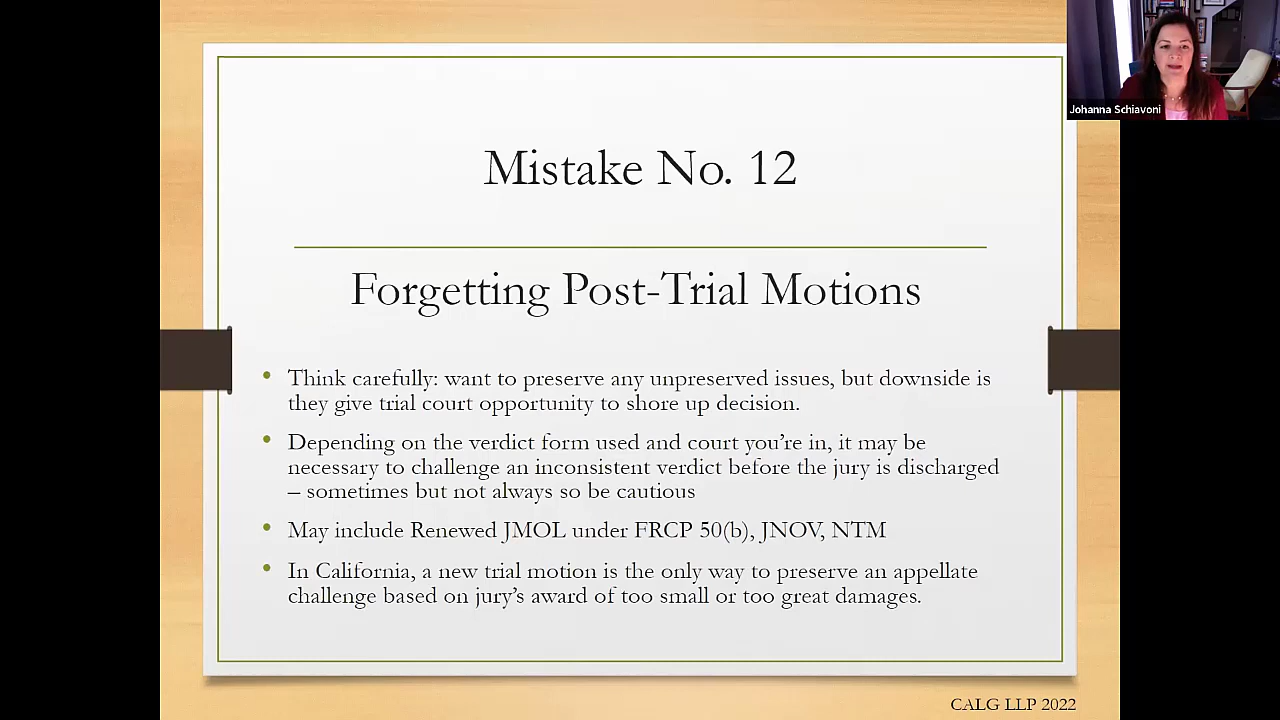 Johanna Schiavoni
Mistake No. 12
Forgetting Post-Trial Motions
• Think carefully: want to preserve any unpreserved issues, but downside is
they give trial court opportunity to shore up decision.
• Depending on the verdict form used and court you’re in, it may be
necessary to challenge an inconsistent verdict before the jury is discharged
– sometimes but not always so be cautious
• May include Renewed JMOL under FRCP 50(b), JNOV, NTM
• In California, a new trial motion is the only way to preserve an appellate
challenge based on jury’s award of too small or too great damages.
CALG LLP 2022